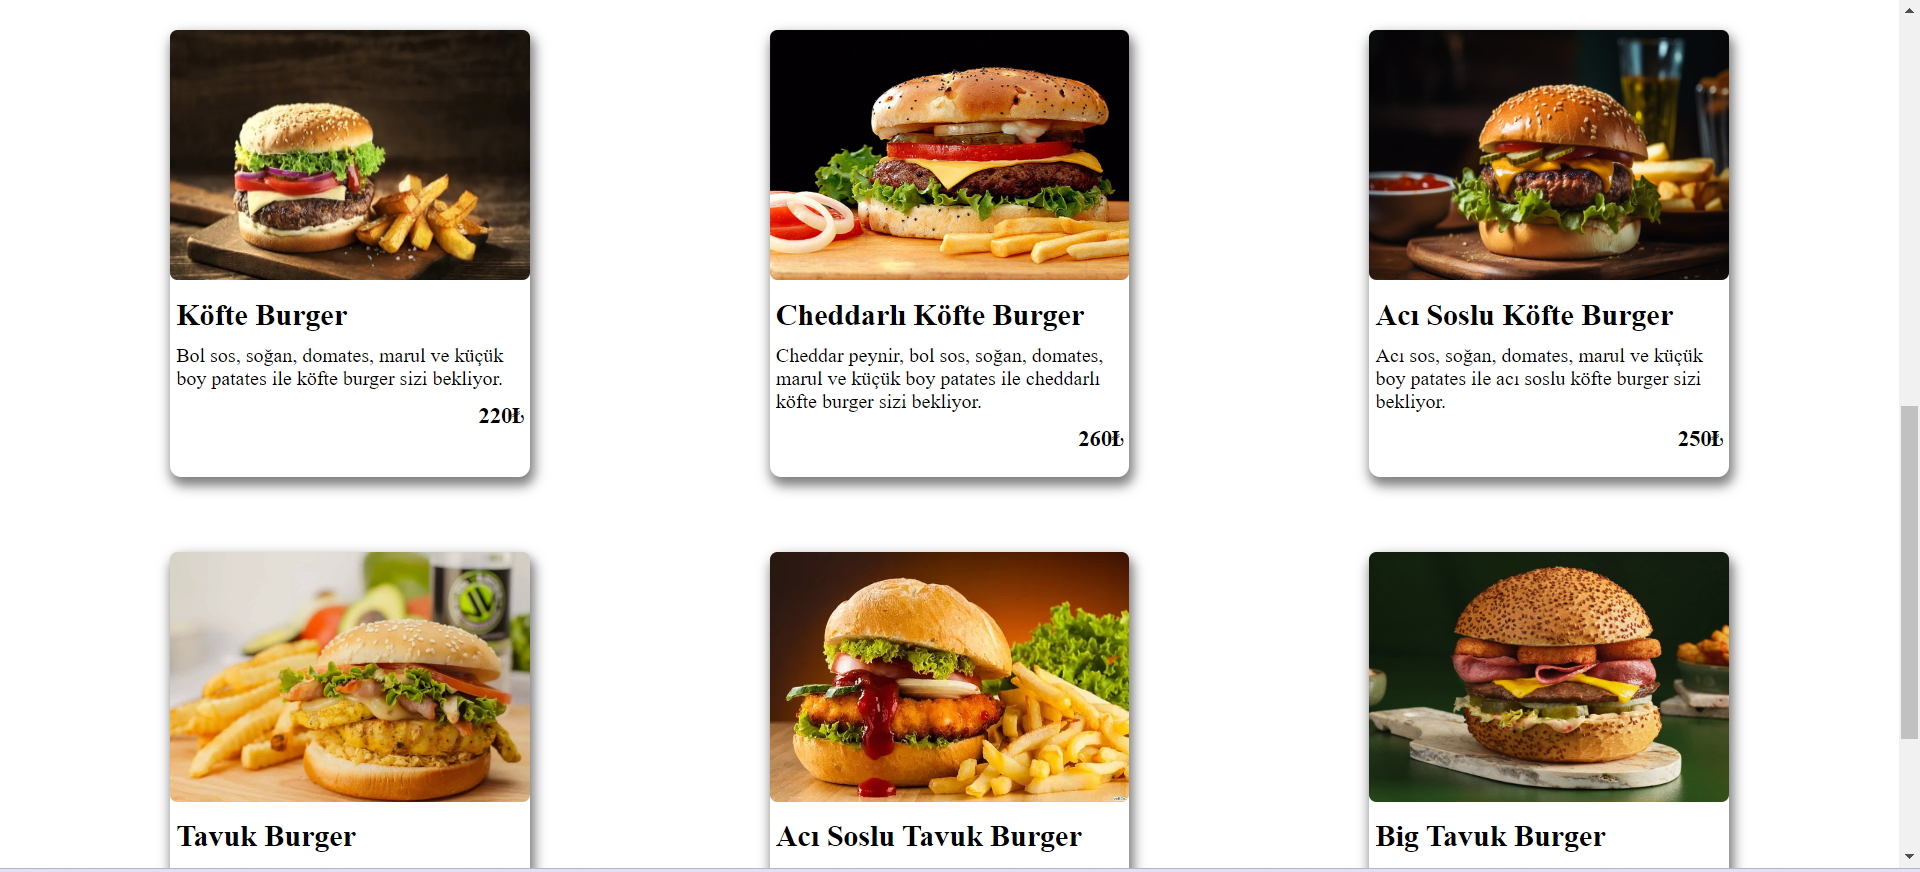 Köfte Burger
Bol sos, soğan, domates, marul ve küçük
boy patates ile köfte burger sizi bekliyor.
220₺
Cheddarlı Köfte Burger
Cheddar peynir, bol sos, soğan, domates,
marul ve küçük boy patates ile cheddarlı
köfte burger sizi bekliyor.
260₺
Acı Soslu Köfte Burger
Acı sos, soğan, domates, marul ve küçük
boy patates ile acı soslu köfte burger sizi
bekliyor.
250₺
Tavuk Burger
Acı Soslu Tavuk Burger
Big Tavuk Burger